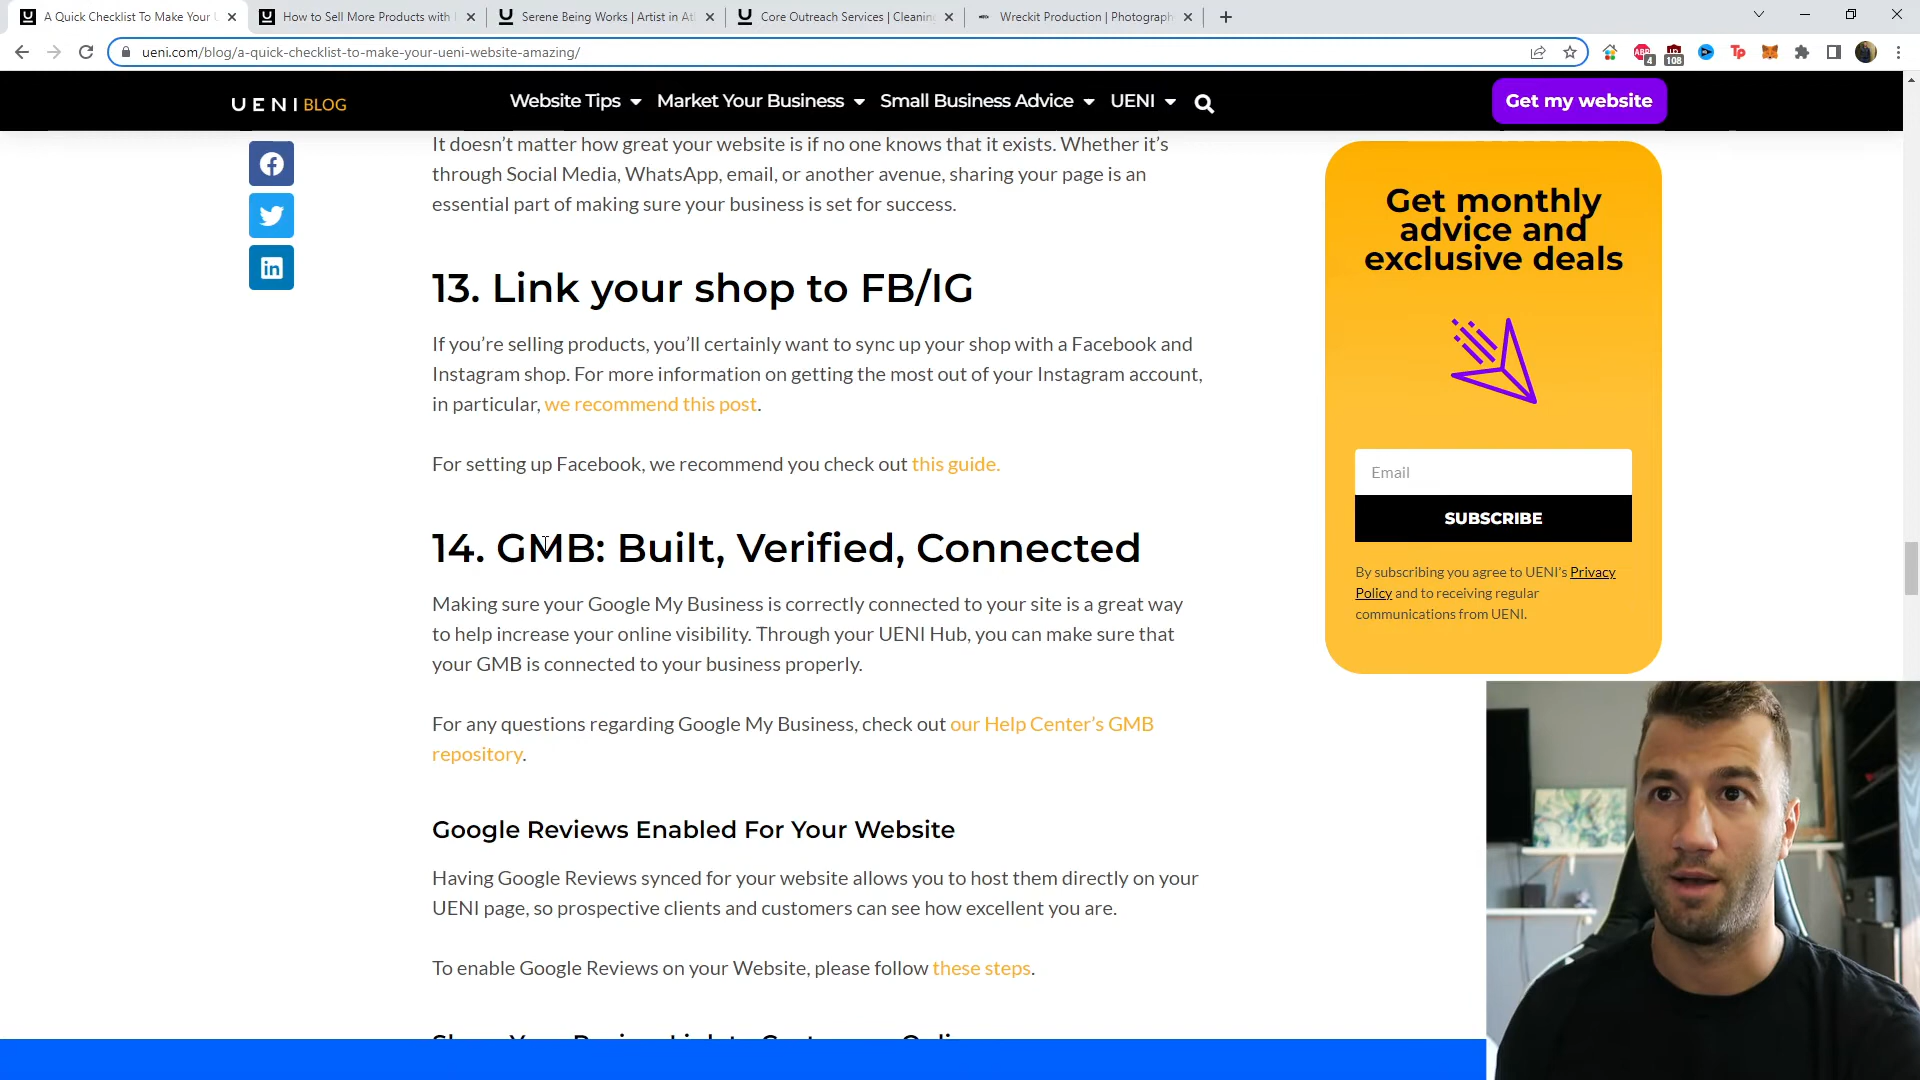 A Quick Checklist To Make Your
How to Sell More Products with
Serene Being Works | Artist in Atl
Core Outreach Services | Cleaning
Wreckit Production | Photograph
ueni.com/blog/a-quick-checklist-to-make-your-ueni-website-amazing/
4
108
UENI BLOG
Website Tips
Market Your Business
Small Business Advice
UENI
Get my website
It doesn’t matter how great your website is if no one knows that it exists. Whether it’s
through Social Media, WhatsApp, email, or another avenue, sharing your page is an
essential part of making sure your business is set for success.
13. Link your shop to FB/IG
If you’re selling products, you’ll certainly want to sync up your shop with a Facebook and
Instagram shop. For more information on getting the most out of your Instagram account,
in particular, we recommend this post.
For setting up Facebook, we recommend you check out this guide.
14. GMB: Built, Verified, Connected
Making sure your Google My Business is correctly connected to your site is a great way
to help increase your online visibility. Through your UENI Hub, you can make sure that
your GMB is connected to your business properly.
For any questions regarding Google My Business, check out our Help Center’s GMB
repository.
Google Reviews Enabled For Your Website
Having Google Reviews synced for your website allows you to host them directly on your
UENI page, so prospective clients and customers can see how excellent you are.
To enable Google Reviews on your Website, please follow these steps.
Get monthly
advice and
exclusive deals
Email
SUBSCRIBE
By subscribing you agree to UENI’s Privacy
Policy and to receiving regular
communications from UENI.